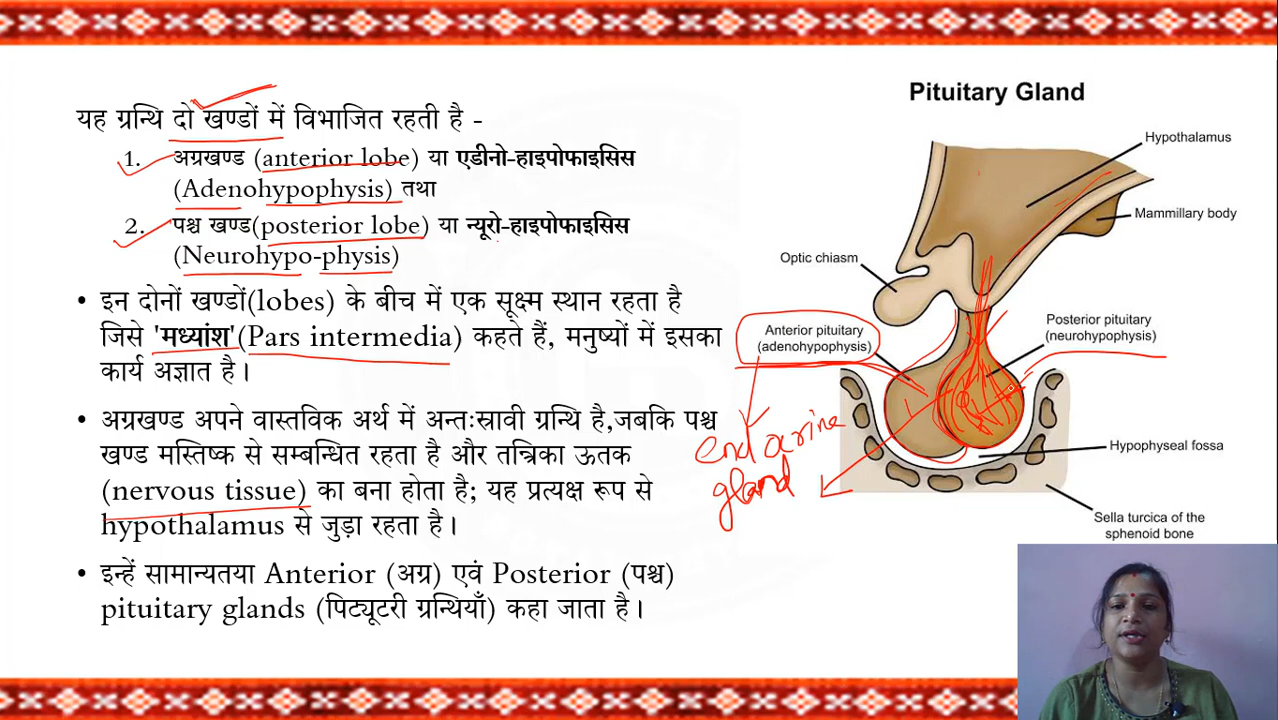 यह ग्रन्थि दो खण्डों में विभाजित रहती है -
1. अग्रखण्ड (anterior lobe) या एडीनो-हाइपोफाइसिस
(Adenohypophysis) तथा
2. पश्च खण्ड(posterior lobe) या न्यूरो-हाइपोफाइसिस
(Neurohypo-physis)
• इन दोनों खण्डों(lobes) के बीच में एक सूक्ष्म स्थान रहता है
जिसे 'मध्यांश'(Pars intermedia) कहते हैं, मनुष्यों में इसका
कार्य अज्ञात है।
• अग्रखण्ड अपने वास्तविक अर्थ में अन्तःस्रावी ग्रन्थि है,जबकि पश्च
खण्ड मस्तिष्क से सम्बन्धित रहता है और तन्त्रिका ऊतक
(nervous tissue) का बना होता है; यह प्रत्यक्ष रूप से
hypothalamus से जुड़ा रहता है।
• इन्हें सामान्यतया Anterior (अग्र) एवं Posterior (पश्च)
pituitary glands (पिट्यूटरी ग्रन्थियाँ) कहा जाता है।
Pituitary Gland
Hypothalamus
Mammillary body
Optic chiasm
Anterior pituitary
(adenohypophysis)
Posterior pituitary
(neurohypophysis)
endocrine
gland
Hypophyseal fossa
Sella turcica of the
sphenoid bone